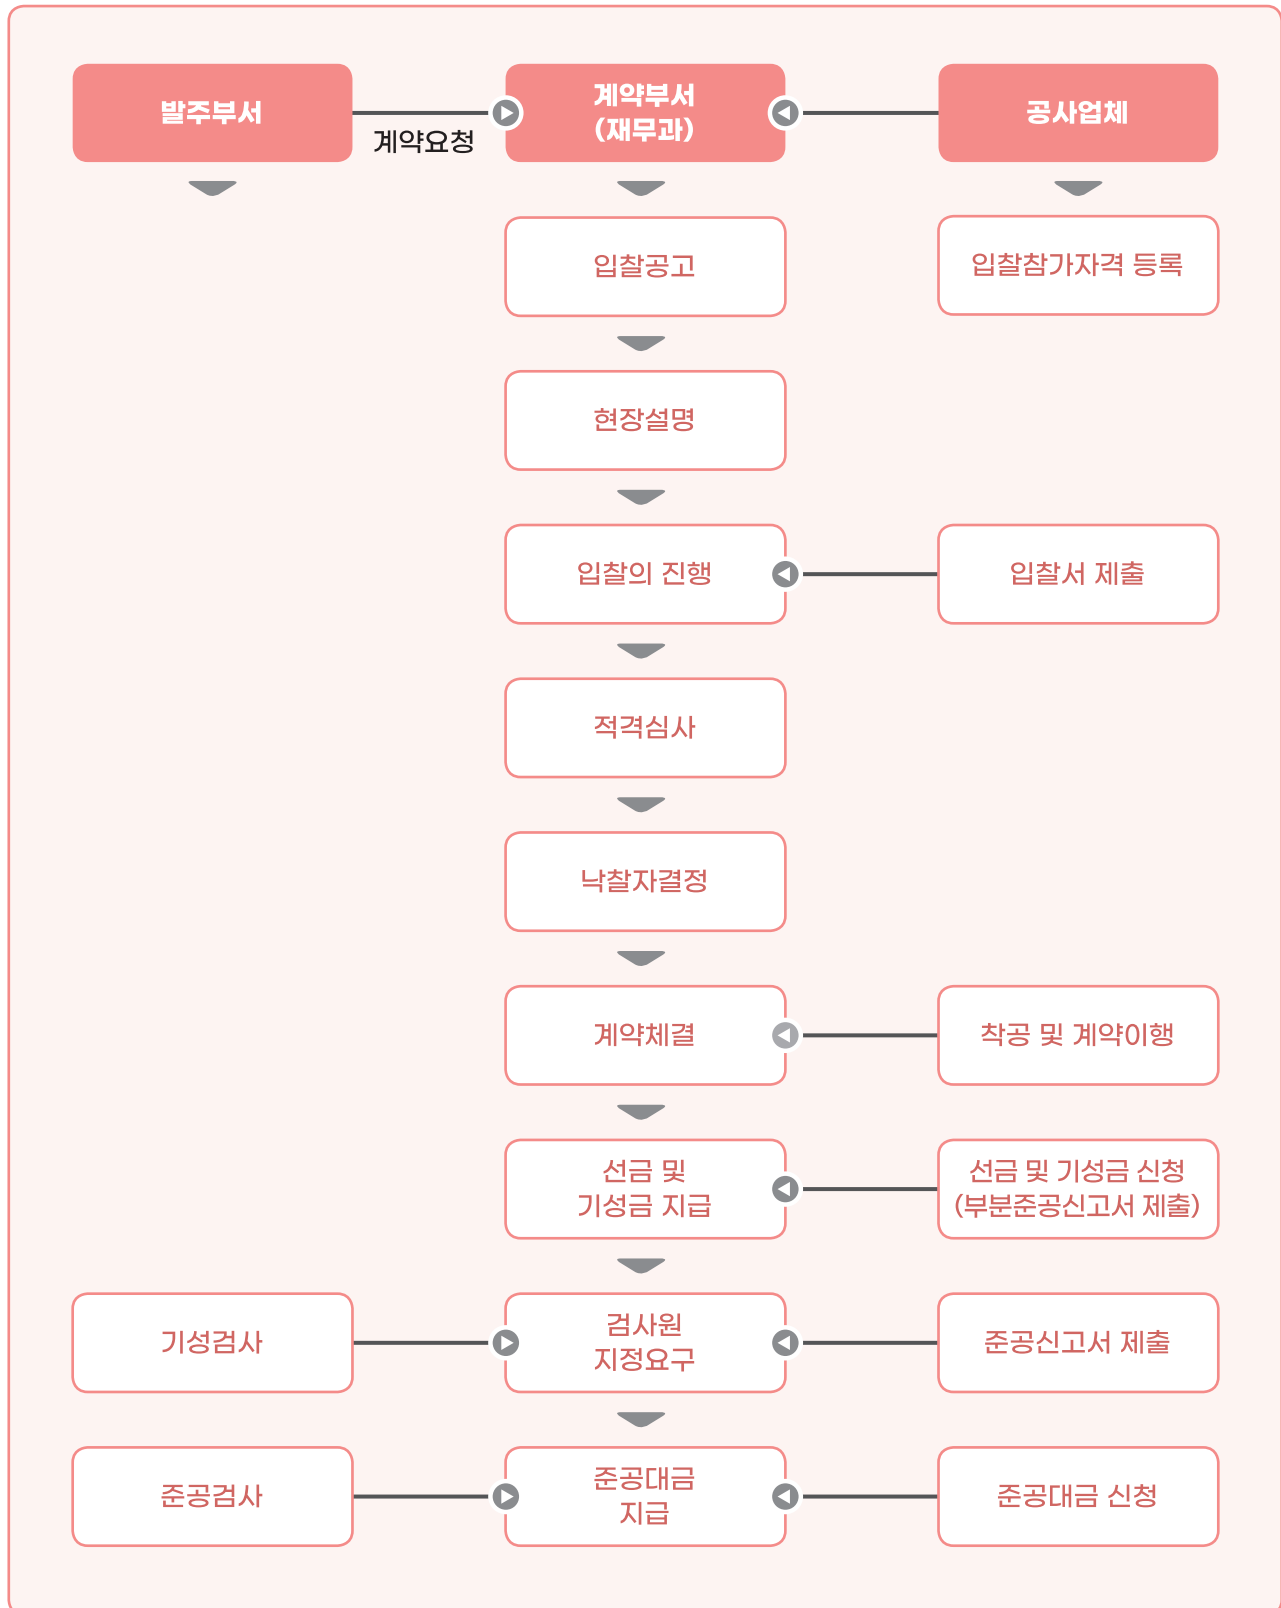 발주부서
계약요청
계약부서
(재무과)
공사업체
입찰공고
입찰참가자격 등록
현장설명
입찰의 진행
입찰서 제출
적격심사
낙찰자결정
계약체결
착공 및 계약이행
선금 및
기성금 지급
선금 및 기성금 신청
(부분준공신고서 제출)
기성검사
검사원
지정요구
준공신고서 제출
준공검사
준공대금
지급
준공대금 신청